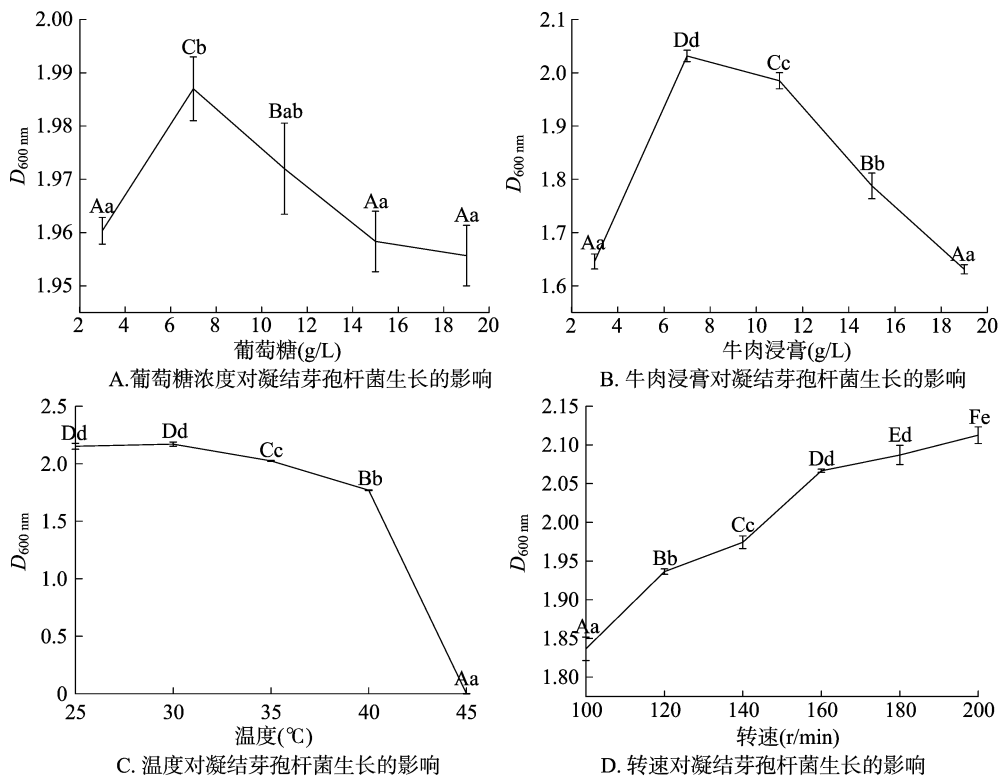 2.00
1.99
1.98
1.97
1.96
1.95
D600 nm
Aa
Cb
Bab
Aa
Aa
2 4 6 8 10 12 14 16 18 20
葡萄糖(g/L)
A.葡萄糖浓度对凝结芽孢杆菌生长的影响
2.1
2.0
1.9
1.8
1.7
1.6
D600 nm
Aa
Dd
Cc
Bb
Aa
2 4 6 8 10 12 14 16 18 20
牛肉浸膏(g/L)
B. 牛肉浸膏对凝结芽孢杆菌生长的影响
2.5
2.0
1.5
1.0
0.5
0
D600 nm
Dd
Dd
Cc
Bb
Aa
25 30 35 40 45
温度(℃)
C. 温度对凝结芽孢杆菌生长的影响
2.15
2.10
2.05
2.00
1.95
1.90
1.85
1.80
D600 nm
Aa
Bb
Cc
Dd
Ed
Fe
100 120 140 160 180 200
转速(r/min)
D. 转速对凝结芽孢杆菌生长的影响